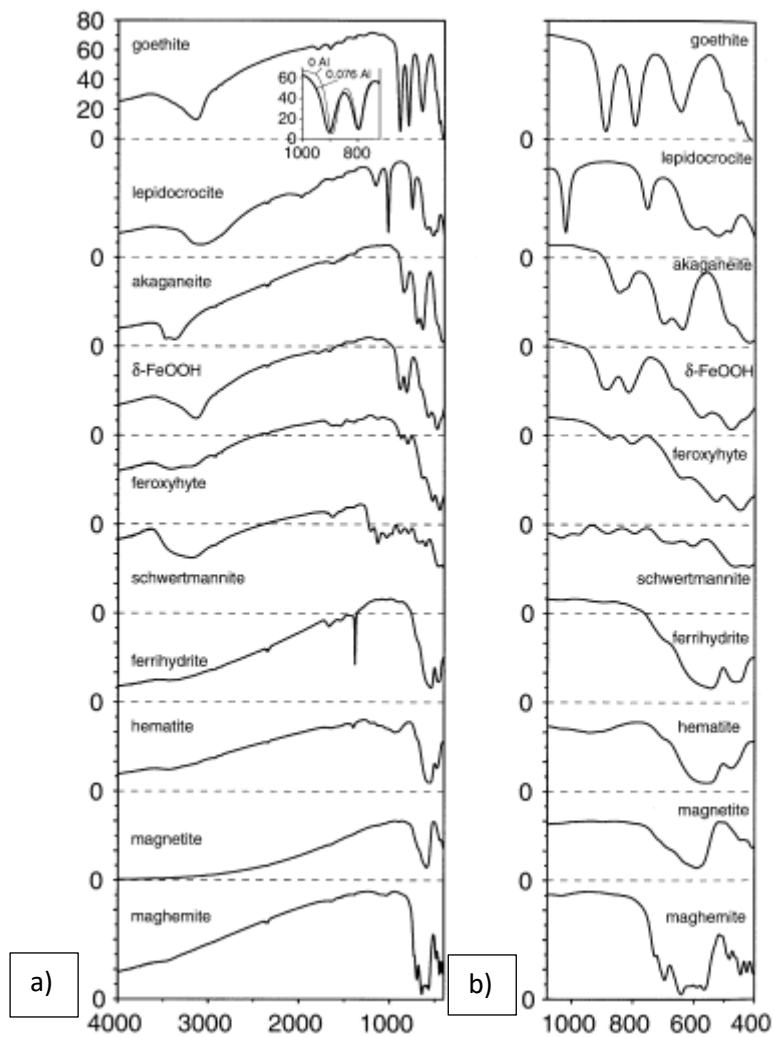 80
60
40
20
0
goethite
0 Al
0.076 Al
60
40
20
0
1000 800
lepidocrocite
0
akaganeite
0
δ-FeOOH
0
feroxyhyte
0
schwertmannite
0
ferrihydrite
0
hematite
0
magnetite
0
maghemite
0
4000 3000 2000 1000
a)
goethite
0
lepidocrocite
0
akaganeite
0
δ-FeOOH
0
feroxyhyte
0
schwertmannite
0
ferrihydrite
0
hematite
0
magnetite
0
maghemite
0
1000 800 600 400
b)